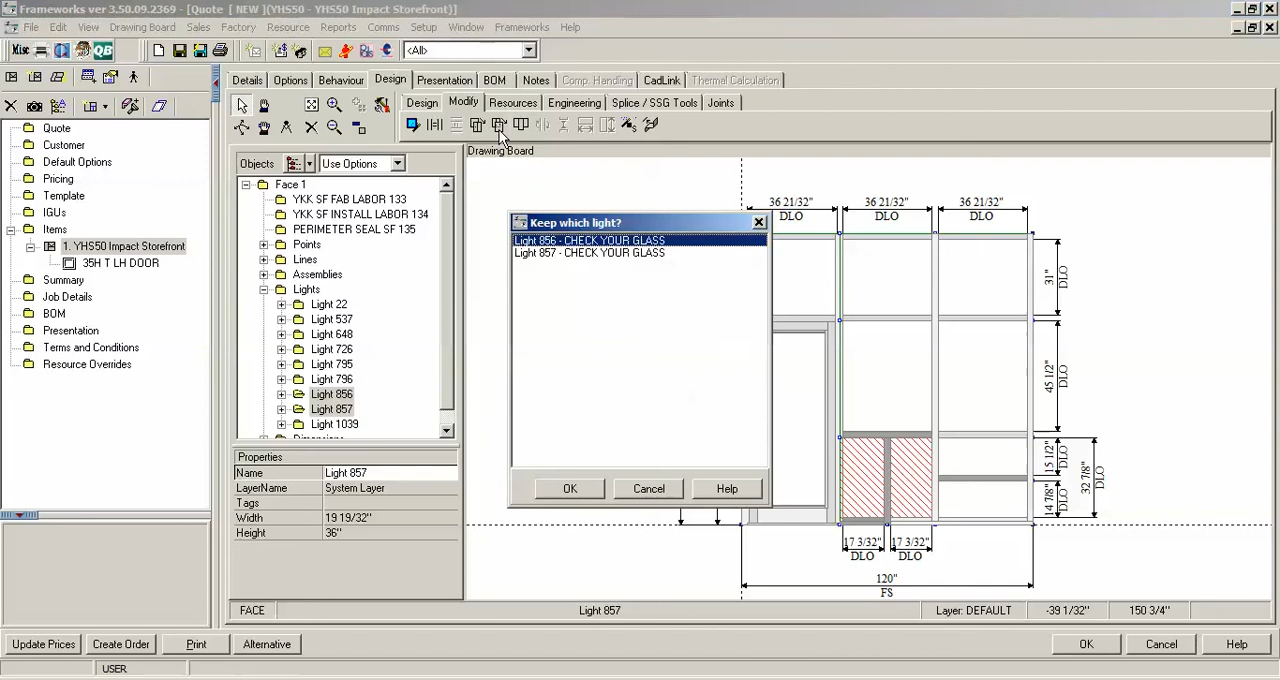 Frameworks ver 3.50.09.2369 - [Quote [ NEW ](YHS50 - YHS50 Impact Storefront)]
File Edit View Drawing Board Sales Factory Resource Reports Comms Setup Window Frameworks Help
Misc QB <All>
Details Options Behaviour Design Presentation BOM Notes Comp. Handling CadLink Thermal Calculation
Design Modify Resources Engineering Splice / SSG Tools Joints
Quote
Customer
Default Options
Pricing
Template
IGUs
Items
1. YHS50 Impact Storefront
35H T LH DOOR
Summary
Job Details
BOM
Presentation
Terms and Conditions
Resource Overrides
Objects Use Options
Face 1
YKK SF FAB LABOR 133
YKK SF INSTALL LABOR 134
PERIMETER SEAL SF 135
Points
Lines
Assemblies
Lights
Light 22
Light 537
Light 648
Light 726
Light 795
Light 796
Light 856
Light 857
Light 1039
Properties
Name Light 857
LayerName System Layer
Tags
Width 19 19/32"
Height 36"
Drawing Board
Keep which light?
Light 856 - CHECK YOUR GLASS
Light 857 - CHECK YOUR GLASS
OK Cancel Help
36 21/32" 36 21/32" 36 21/32"
DLO DLO DLO
31"
DLO
45 1/2"
DLO
15 1/2"
DLO
14 7/8"
DLO
32 7/8"
DLO
17 3/32" 17 3/32"
DLO DLO
120"
FS
FACE Light 857 Layer: DEFAULT -39 1/32" 150 3/4"
Update Prices Create Order Print Alternative OK Cancel Help
USER